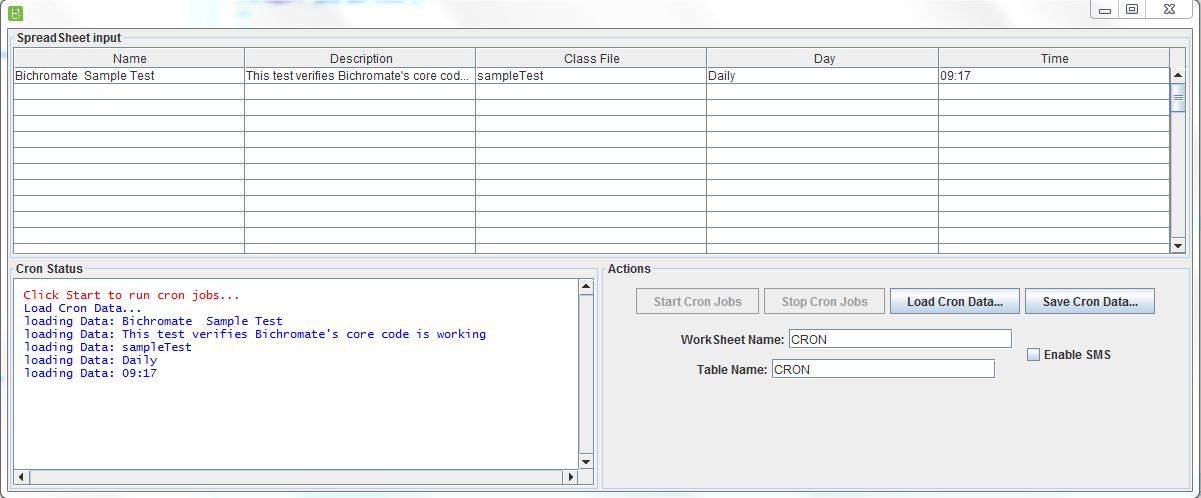 SpreadSheet input
Name Description Class File Day Time
Bichromate  Sample Test This test verifies Bichromate's core cod... sampleTest Daily 09:17
Cron Status
Click Start to run cron jobs...
Load Cron Data...
loading Data: Bichromate  Sample Test
loading Data: This test verifies Bichromate's core code is working
loading Data: sampleTest
loading Data: Daily
loading Data: 09:17
Actions
Start Cron Jobs Stop Cron Jobs Load Cron Data... Save Cron Data...
WorkSheet Name: CRON
Enable SMS
Table Name: CRON